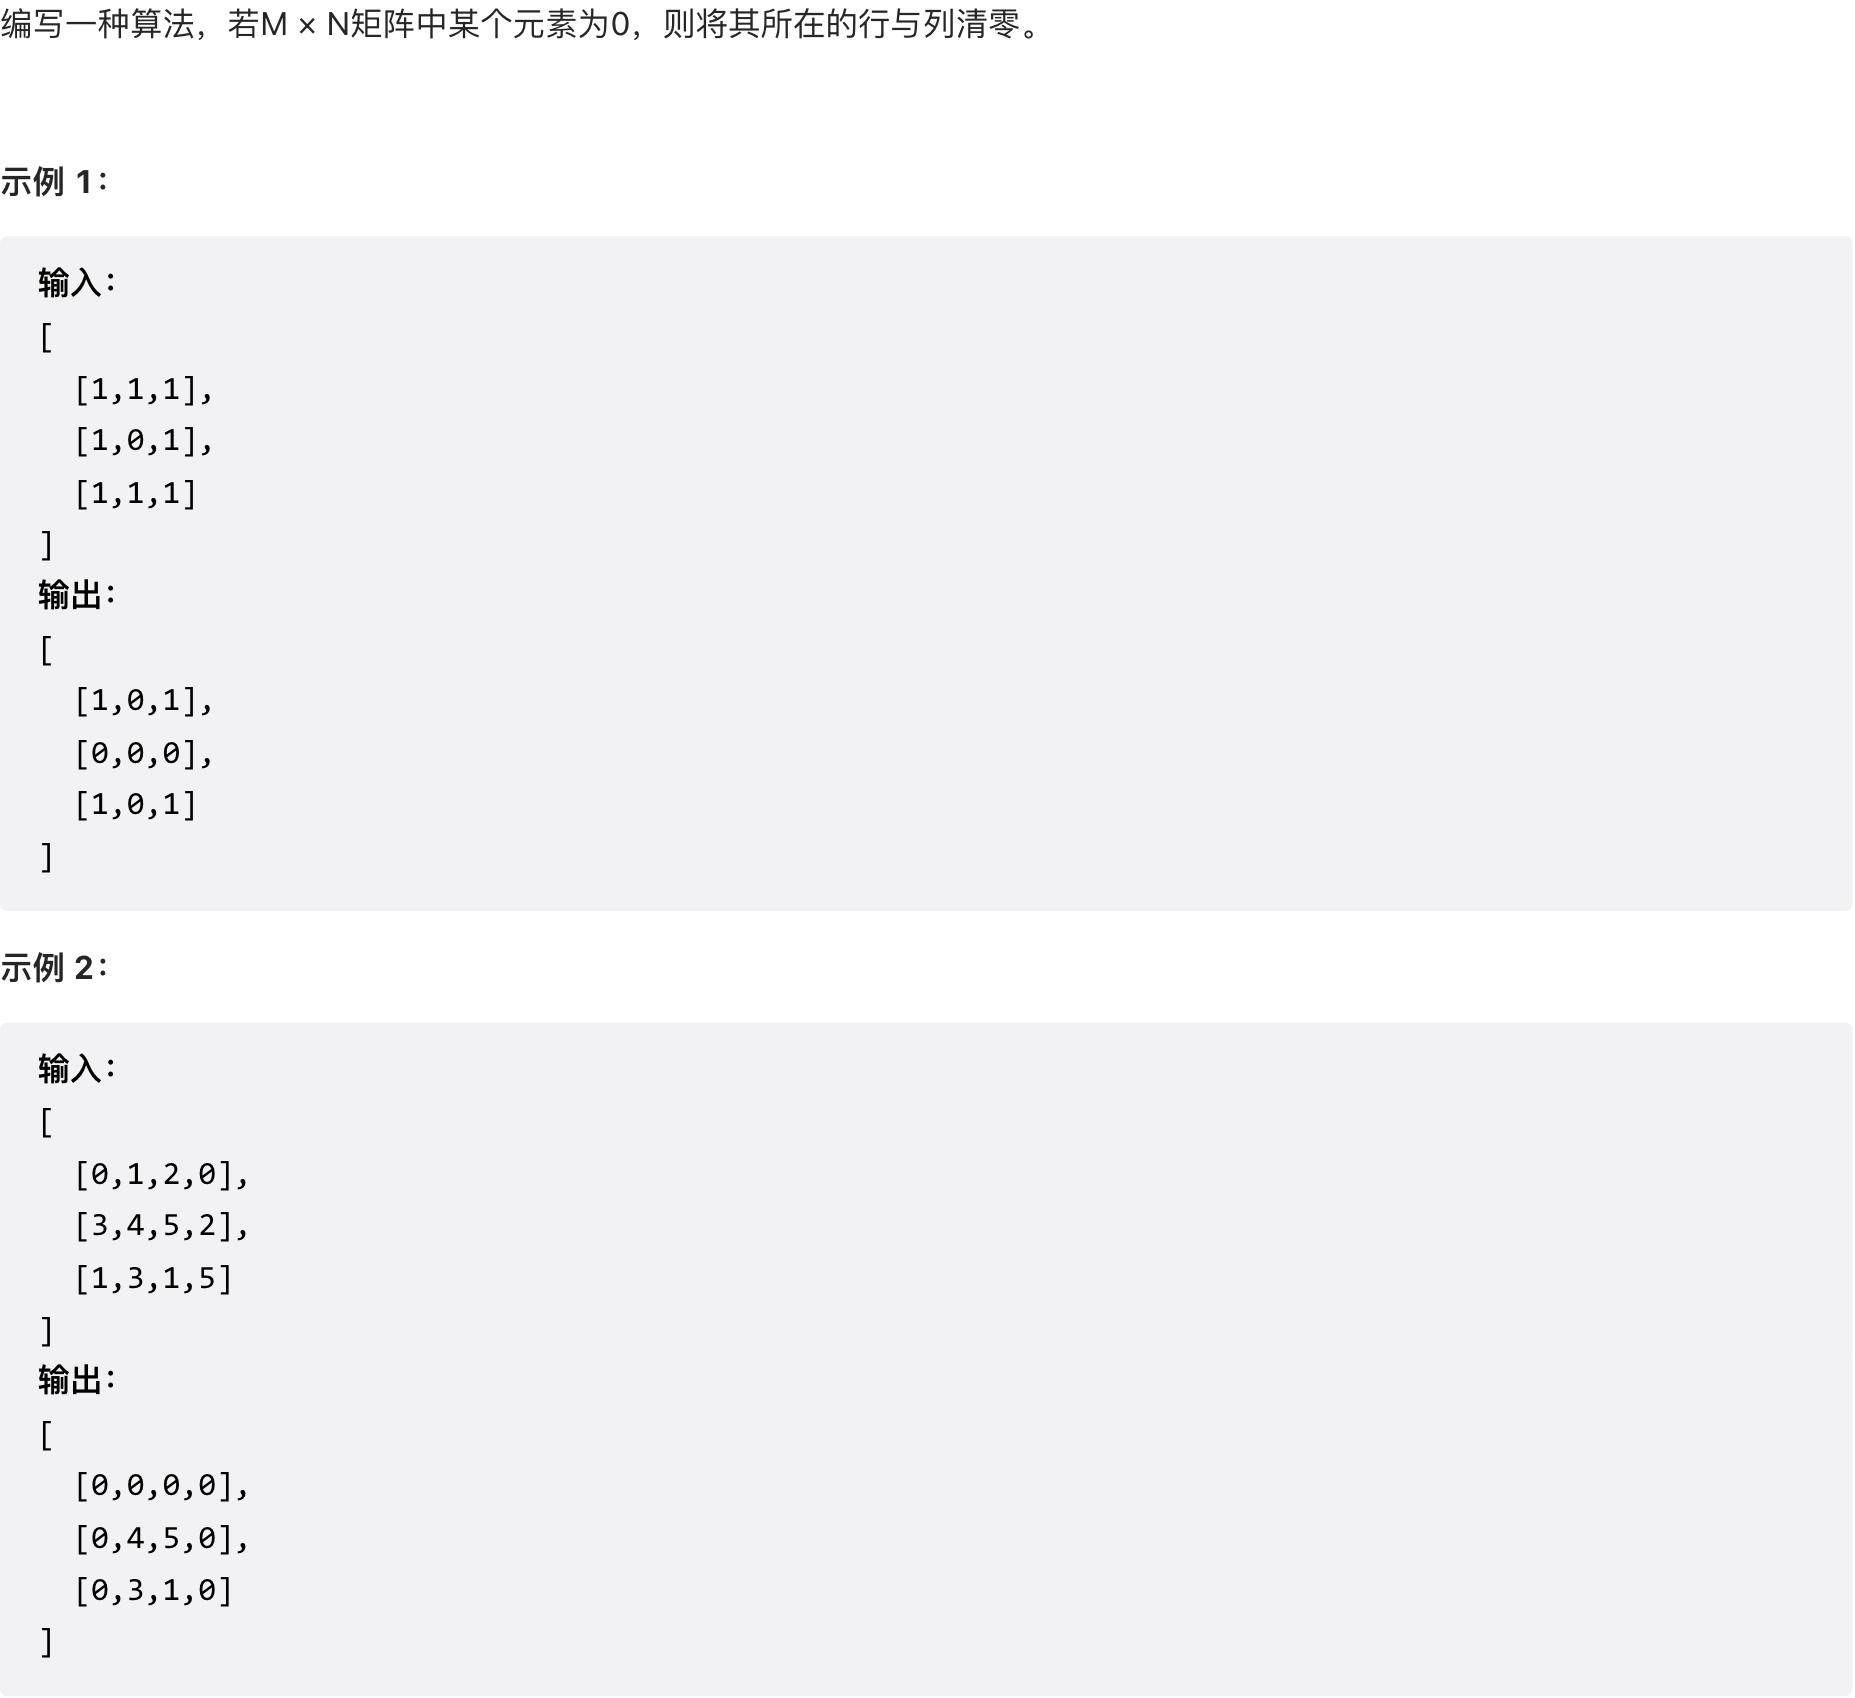 编写一种算法，若M × N矩阵中某个元素为0，则将其所在的行与列清零。
示例 1：
输入：
[
  [1,1,1],
  [1,0,1],
  [1,1,1]
]
输出：
[
  [1,0,1],
  [0,0,0],
  [1,0,1]
]
示例 2：
输入：
[
  [0,1,2,0],
  [3,4,5,2],
  [1,3,1,5]
]
输出：
[
  [0,0,0,0],
  [0,4,5,0],
  [0,3,1,0]
]